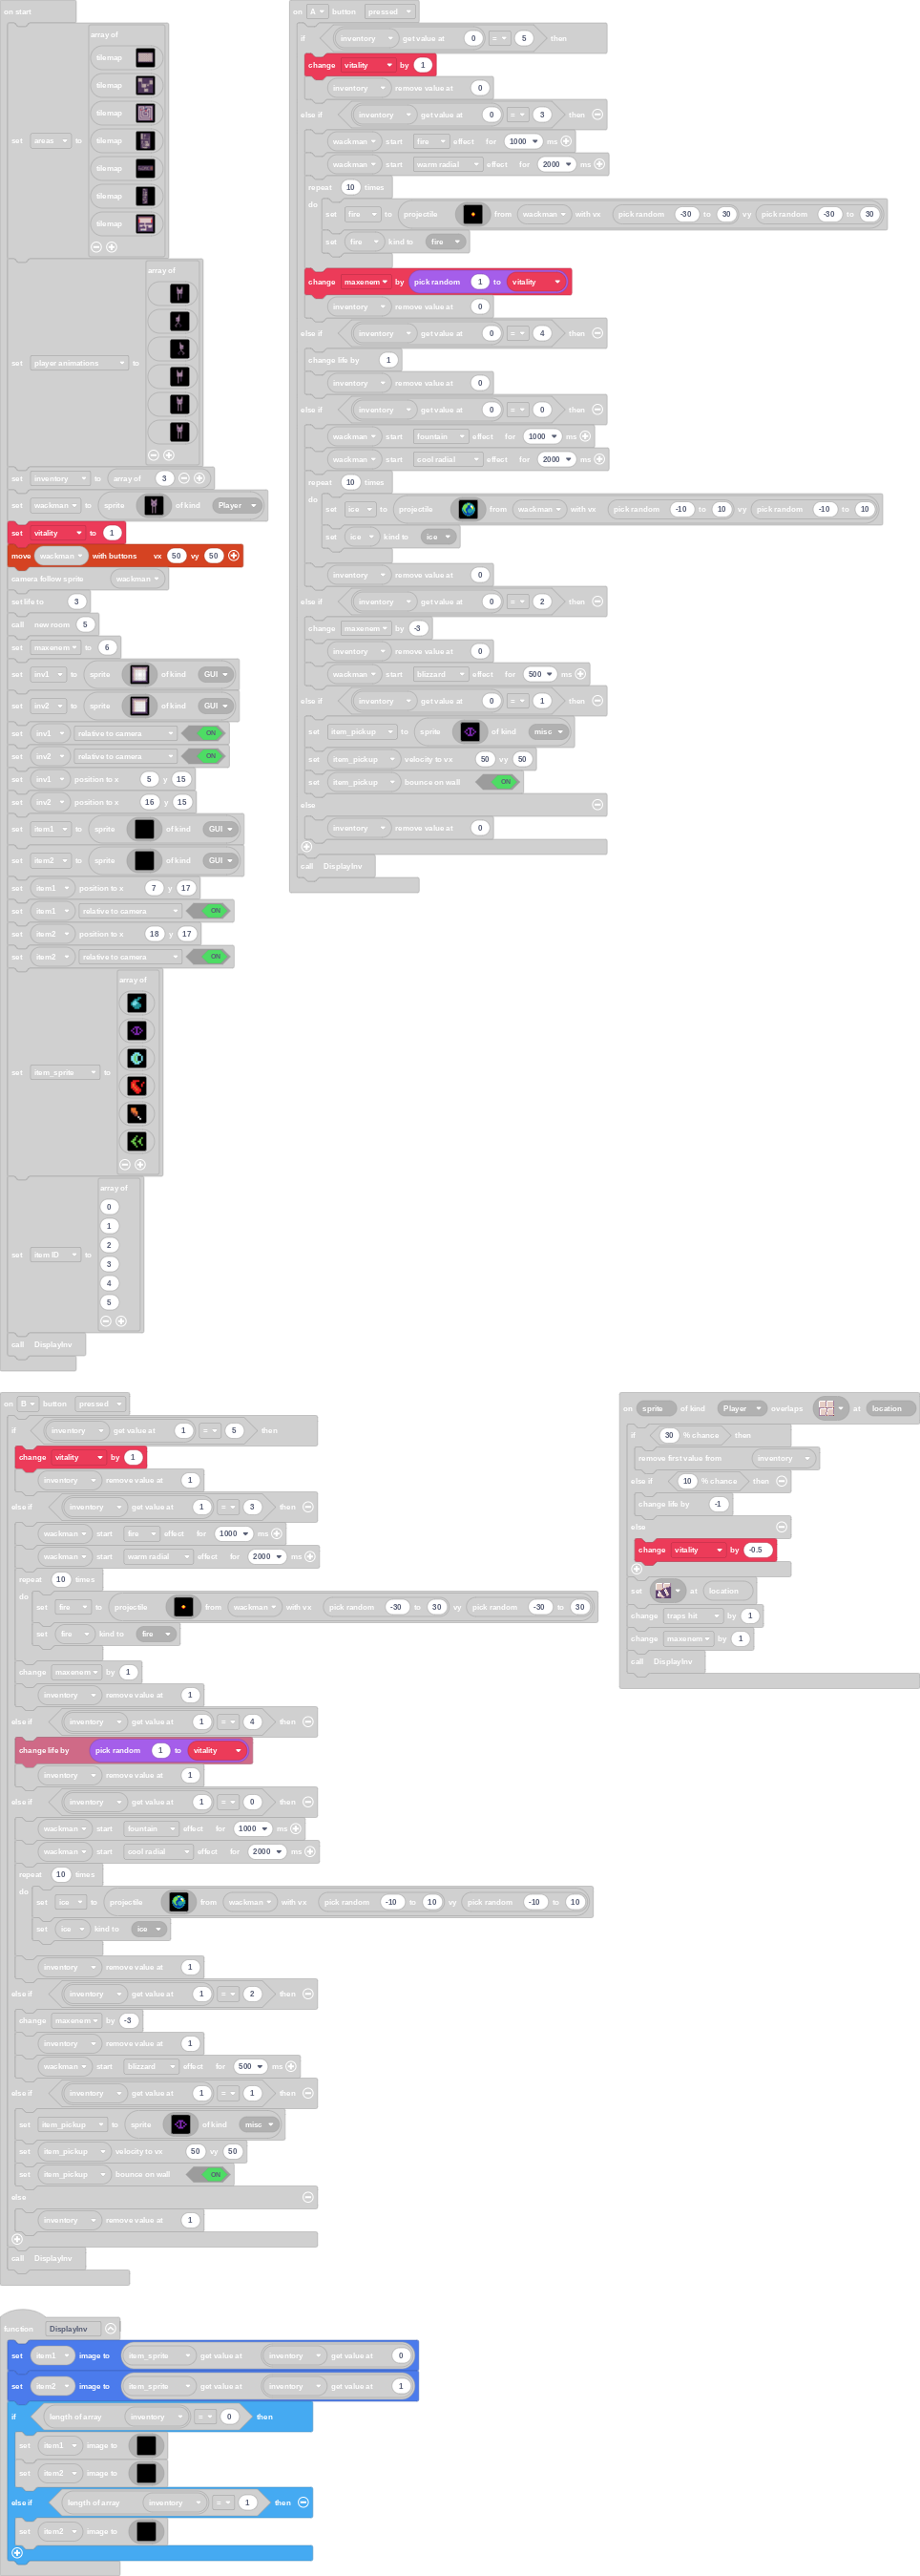 on start
array of
tilemap
tilemap
tilemap
set areas to tilemap
tilemap
tilemap
tilemap
array of
set player animations to
set inventory to array of 3
set wackman to sprite of kind Player
set vitality to 1
move wackman with buttons vx 50 vy 50
camera follow sprite wackman
set life to 3
call new room 5
set maxenem to 6
set inv1 to sprite of kind GUI
set inv2 to sprite of kind GUI
set inv1 relative to camera ON
set inv2 relative to camera ON
set inv1 position to x 5 y 15
set inv2 position to x 16 y 15
set item1 to sprite of kind GUI
set item2 to sprite of kind GUI
set item1 position to x 7 y 17
set item1 relative to camera ON
set item2 position to x 18 y 17
set item2 relative to camera ON
array of
set item_sprite to
array of
0
1
2
set item ID to
3
4
5
call DisplayInv
on A button pressed
if inventory get value at 0 = 5 then
change vitality by 1
inventory remove value at 0
else if inventory get value at 0 = 3 then
wackman start fire effect for 1000 ms
wackman start warm radial effect for 2000 ms
repeat 10 times
do set fire to projectile from wackman with vx pick random -30 to 30 vy pick random -30 to 30
set fire kind to fire
change maxenem by pick random 1 to vitality
inventory remove value at 0
else if inventory get value at 0 = 4 then
change life by 1
inventory remove value at 0
else if inventory get value at 0 = 0 then
wackman start fountain effect for 1000 ms
wackman start cool radial effect for 2000 ms
repeat 10 times
do set ice to projectile from wackman with vx pick random -10 to 10 vy pick random -10 to 10
set ice kind to ice
inventory remove value at 0
else if inventory get value at 0 = 2 then
change maxenem by -3
inventory remove value at 0
wackman start blizzard effect for 500 ms
else if inventory get value at 0 = 1 then
set item_pickup to sprite of kind misc
set item_pickup velocity to vx 50 vy 50
set item_pickup bounce on wall ON
else
inventory remove value at 0
call DisplayInv
on B button pressed
if inventory get value at 1 = 5 then
change vitality by 1
inventory remove value at 1
else if inventory get value at 1 = 3 then
wackman start fire effect for 1000 ms
wackman start warm radial effect for 2000 ms
repeat 10 times
do set fire to projectile from wackman with vx pick random -30 to 30 vy pick random -30 to 30
set fire kind to fire
change maxenem by 1
inventory remove value at 1
else if inventory get value at 1 = 4 then
change life by pick random 1 to vitality
inventory remove value at 1
else if inventory get value at 1 = 0 then
wackman start fountain effect for 1000 ms
wackman start cool radial effect for 2000 ms
repeat 10 times
do set ice to projectile from wackman with vx pick random -10 to 10 vy pick random -10 to 10
set ice kind to ice
inventory remove value at 1
else if inventory get value at 1 = 2 then
change maxenem by -3
inventory remove value at 1
wackman start blizzard effect for 500 ms
else if inventory get value at 1 = 1 then
set item_pickup to sprite of kind misc
set item_pickup velocity to vx 50 vy 50
set item_pickup bounce on wall ON
else
inventory remove value at 1
call DisplayInv
on sprite of kind Player overlaps at location
if 30 % chance then
remove first value from inventory
else if 10 % chance then
change life by -1
else
change vitality by -0.5
set at location
change traps hit by 1
change maxenem by 1
call DisplayInv
function DisplayInv
set item1 image to item_sprite get value at inventory get value at 0
set item2 image to item_sprite get value at inventory get value at 1
if length of array inventory = 0 then
set item1 image to
set item2 image to
else if length of array inventory = 1 then
set item2 image to